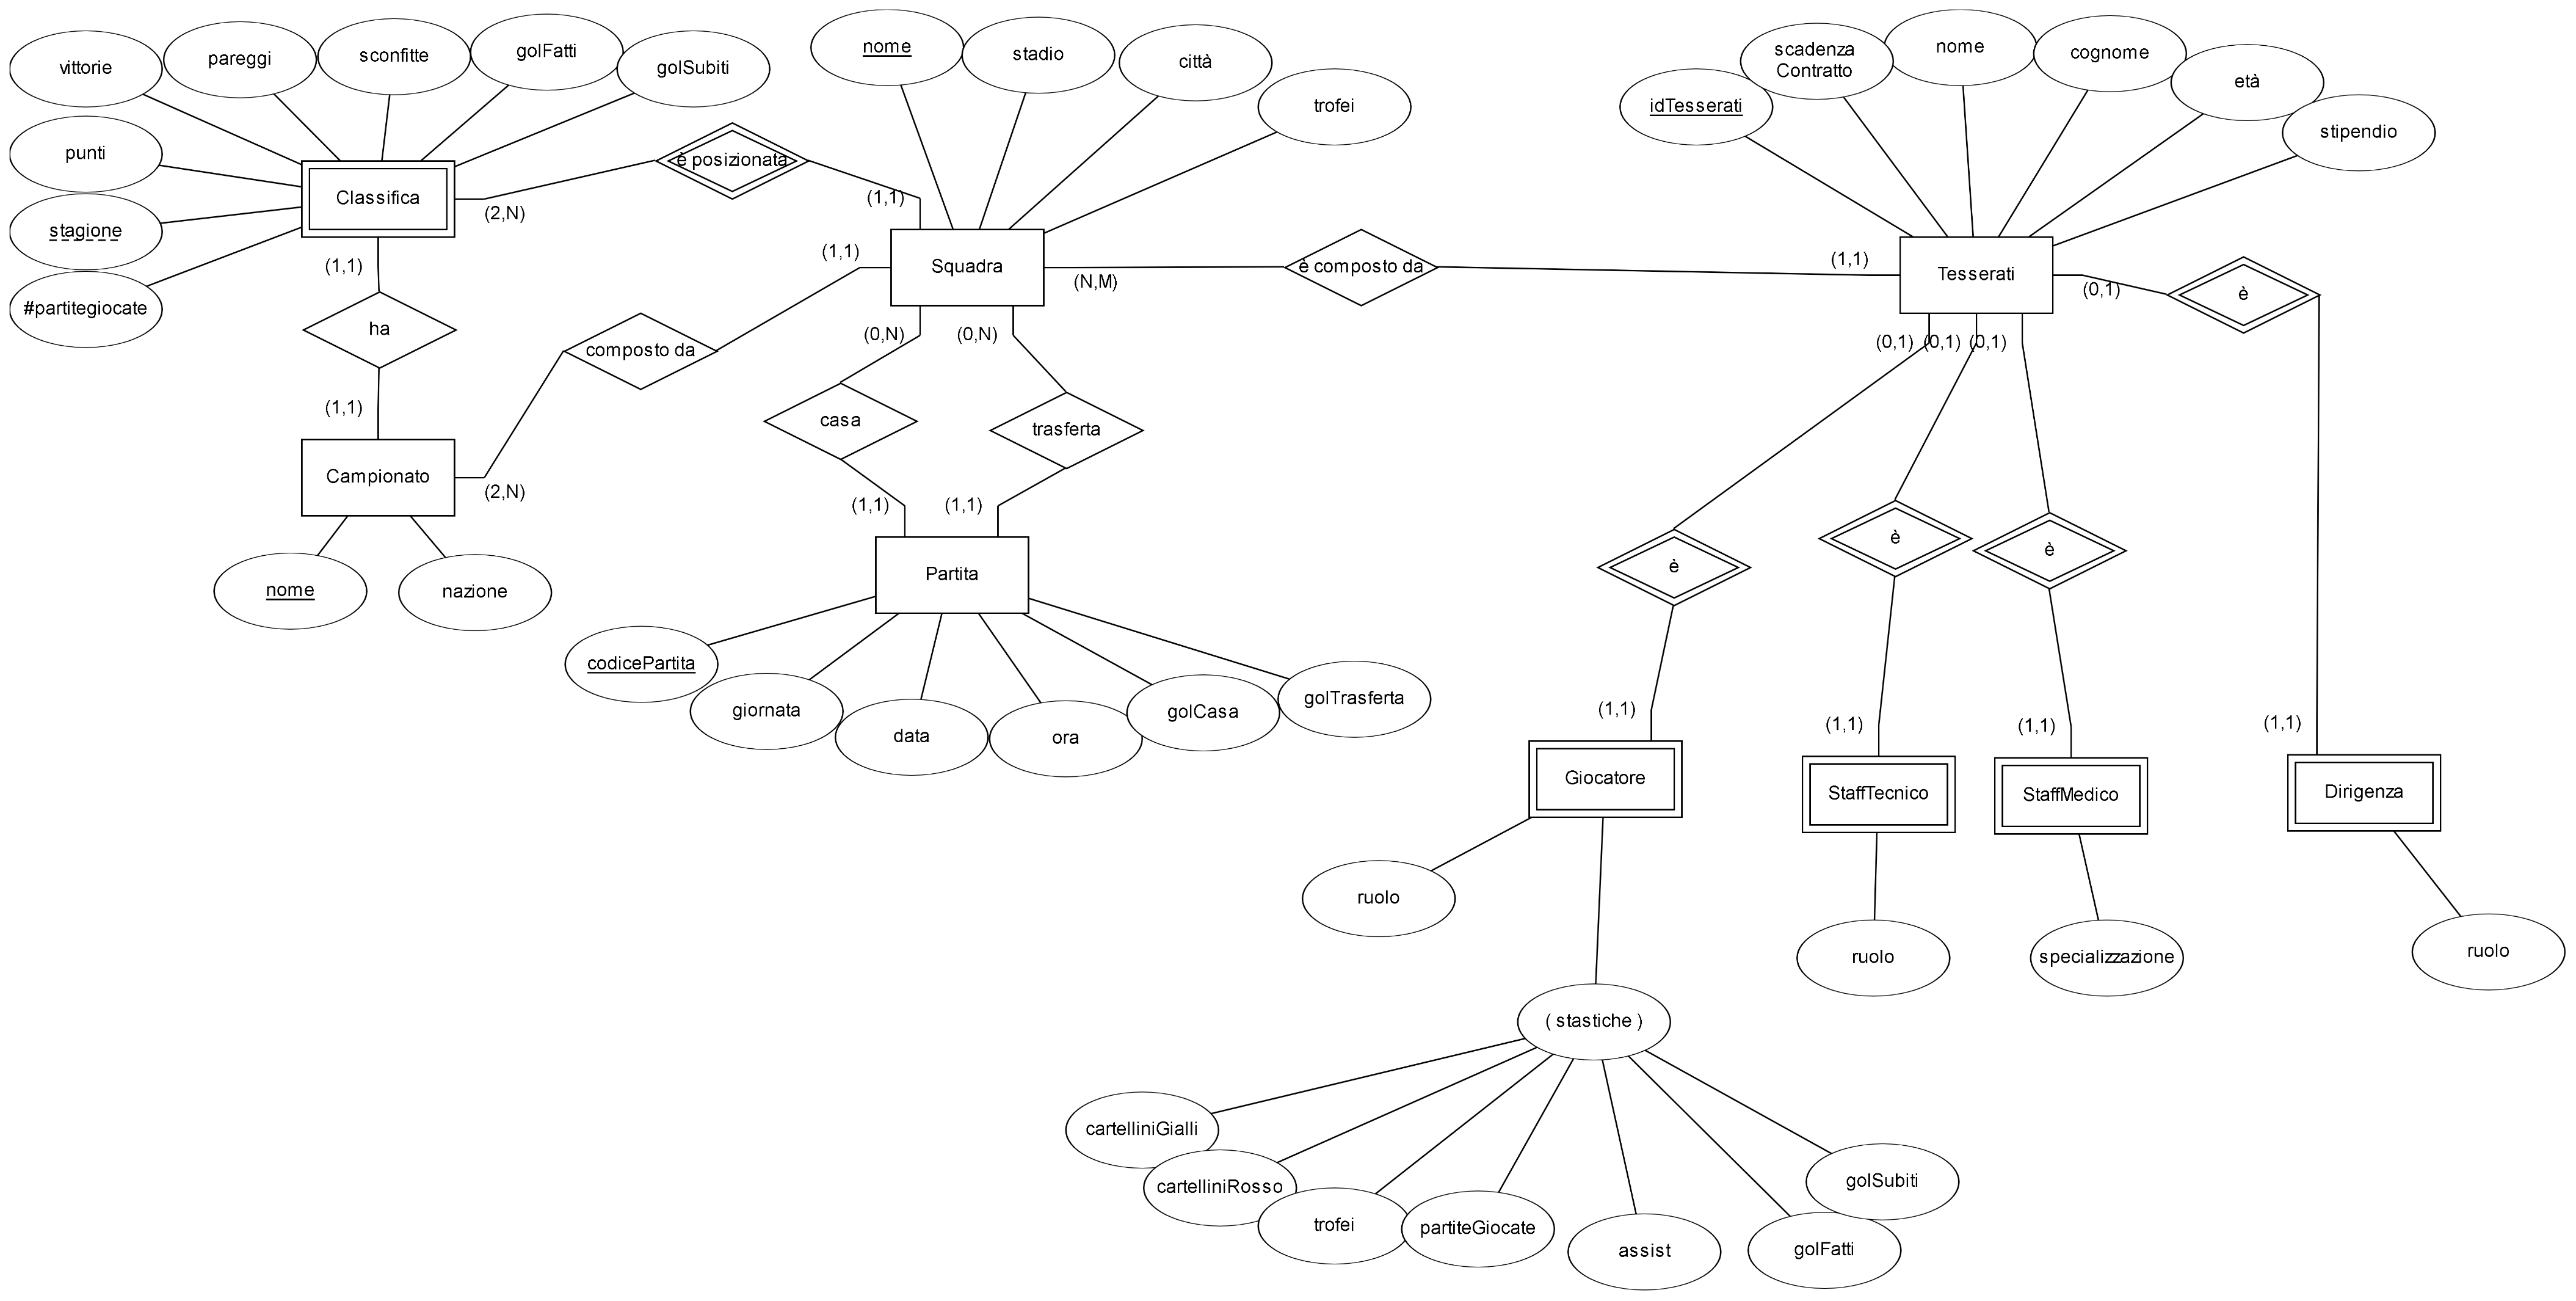 vittorie
pareggi
sconfitte
golFatti
golSubiti
punti
stagione
#partitegiocate
Classifica
(2,N)
è posizionata
(1,1)
(1,1)
ha
(1,1)
Campionato
(2,N)
composto da
(1,1)
nome
nazione
nome
stadio
città
trofei
Squadra
(N,M)
è composto da
(1,1)
(0,N)
(0,N)
casa
trasferta
(1,1)
(1,1)
Partita
codicePartita
giornata
data
ora
golCasa
golTrasferta
idTesserati
scadenza
Contratto
nome
cognome
età
stipendio
Tesserati
(0,1)
è
(0,1)
(0,1)
(0,1)
è
è
è
(1,1)
(1,1)
(1,1)
(1,1)
Giocatore
StaffTecnico
StaffMedico
Dirigenza
ruolo
ruolo
specializzazione
ruolo
( stastiche )
cartelliniGialli
cartelliniRosso
trofei
partiteGiocate
assist
golFatti
golSubiti